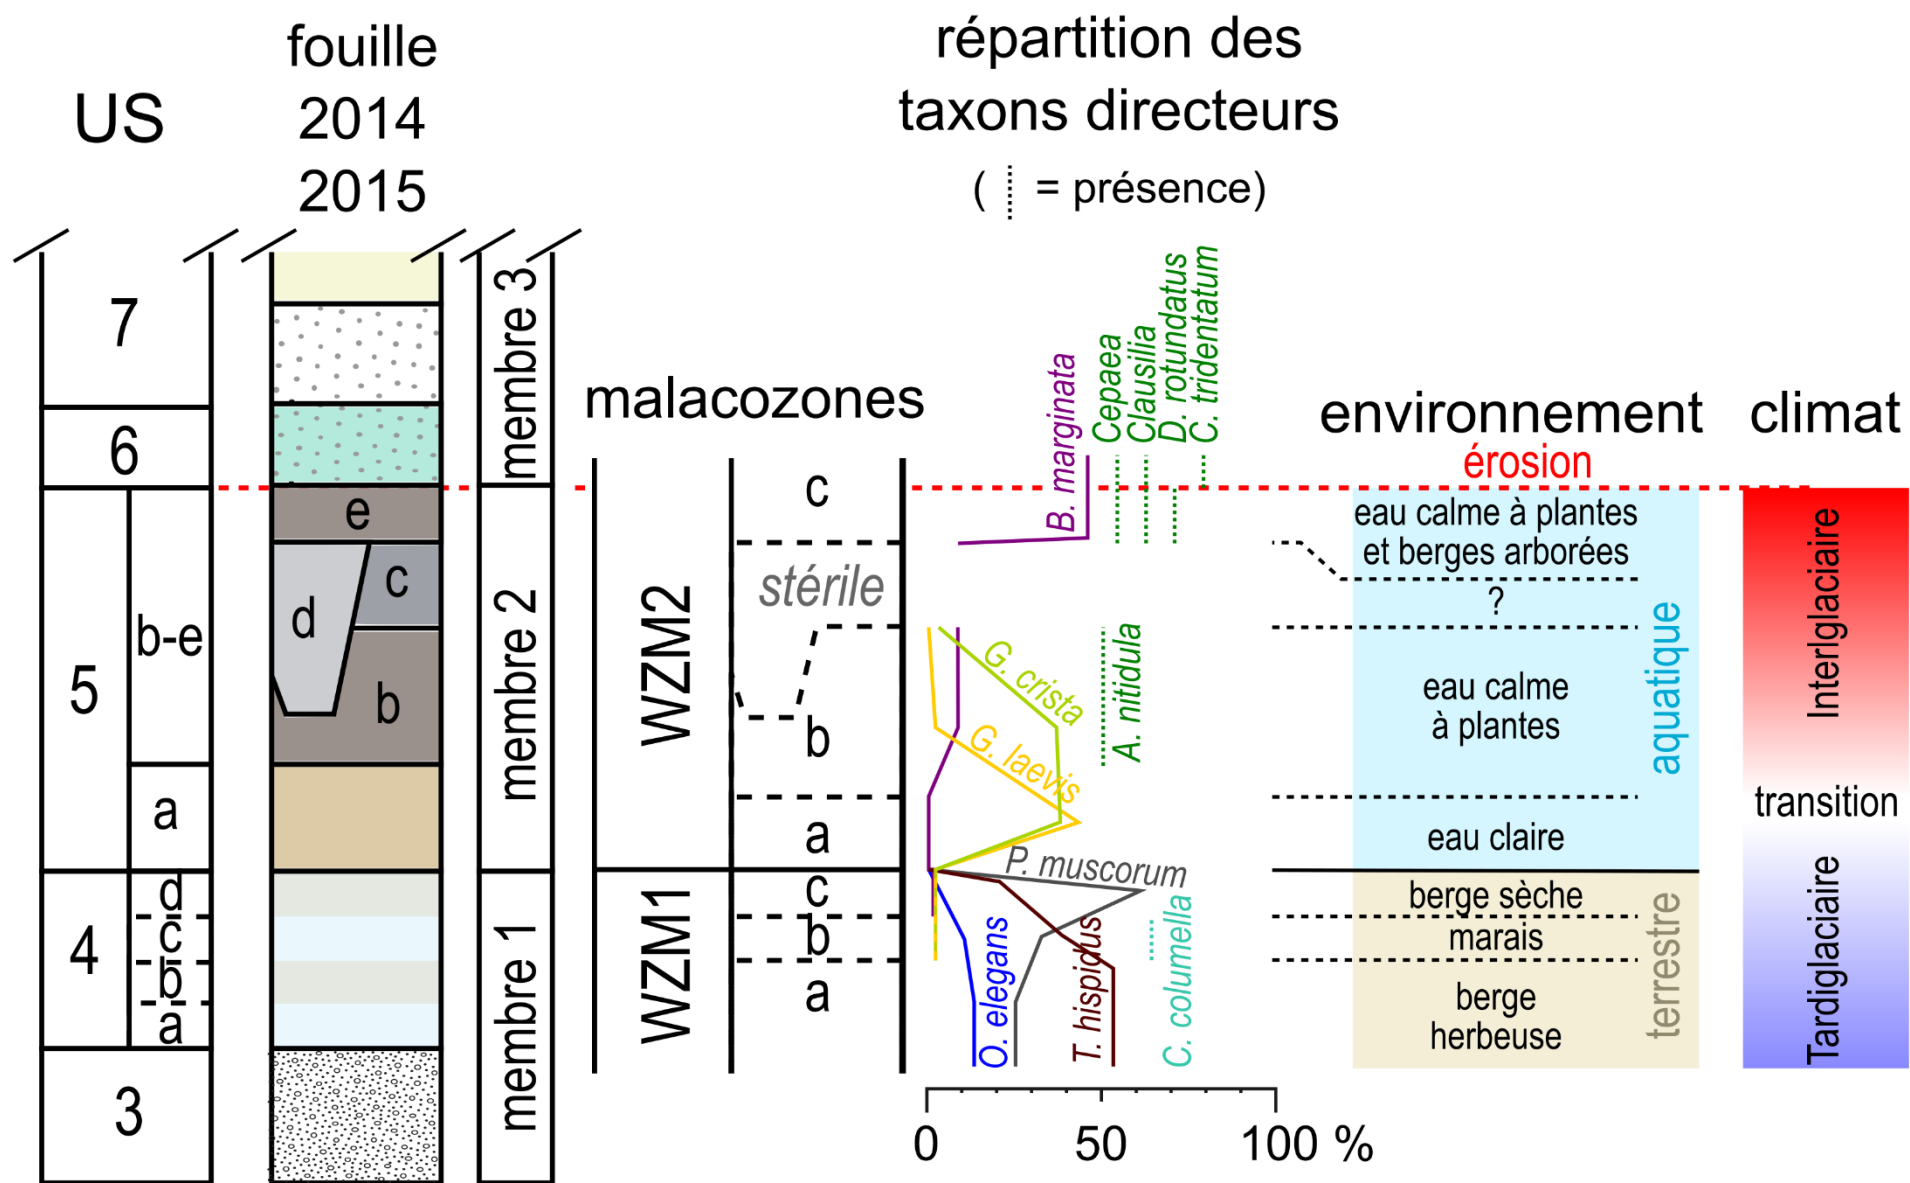 US
fouille
2014
2015
répartition des
taxons directeurs
( = présence)
7
6
5
b-e
a
4
d
c
b
a
3
e
d
c
b
membre 3
membre 2
membre 1
malacozones
WZM2
c
stérile
b
a
WZM1
c
b
a
B. marginata
Cepaea
Clausilia
D. rotundatus
C. tridentatum
G. crista
G. laevis
A. nitidula
P. muscorum
O. elegans
T. hispidus
C. columella
0
50
100 %
environnement
érosion
eau calme à plantes
et berges arborées
?
eau calme
à plantes
eau claire
aquatique
berge sèche
marais
berge
herbeuse
terrestre
climat
Interlglaciaire
transition
Tardiglaciaire